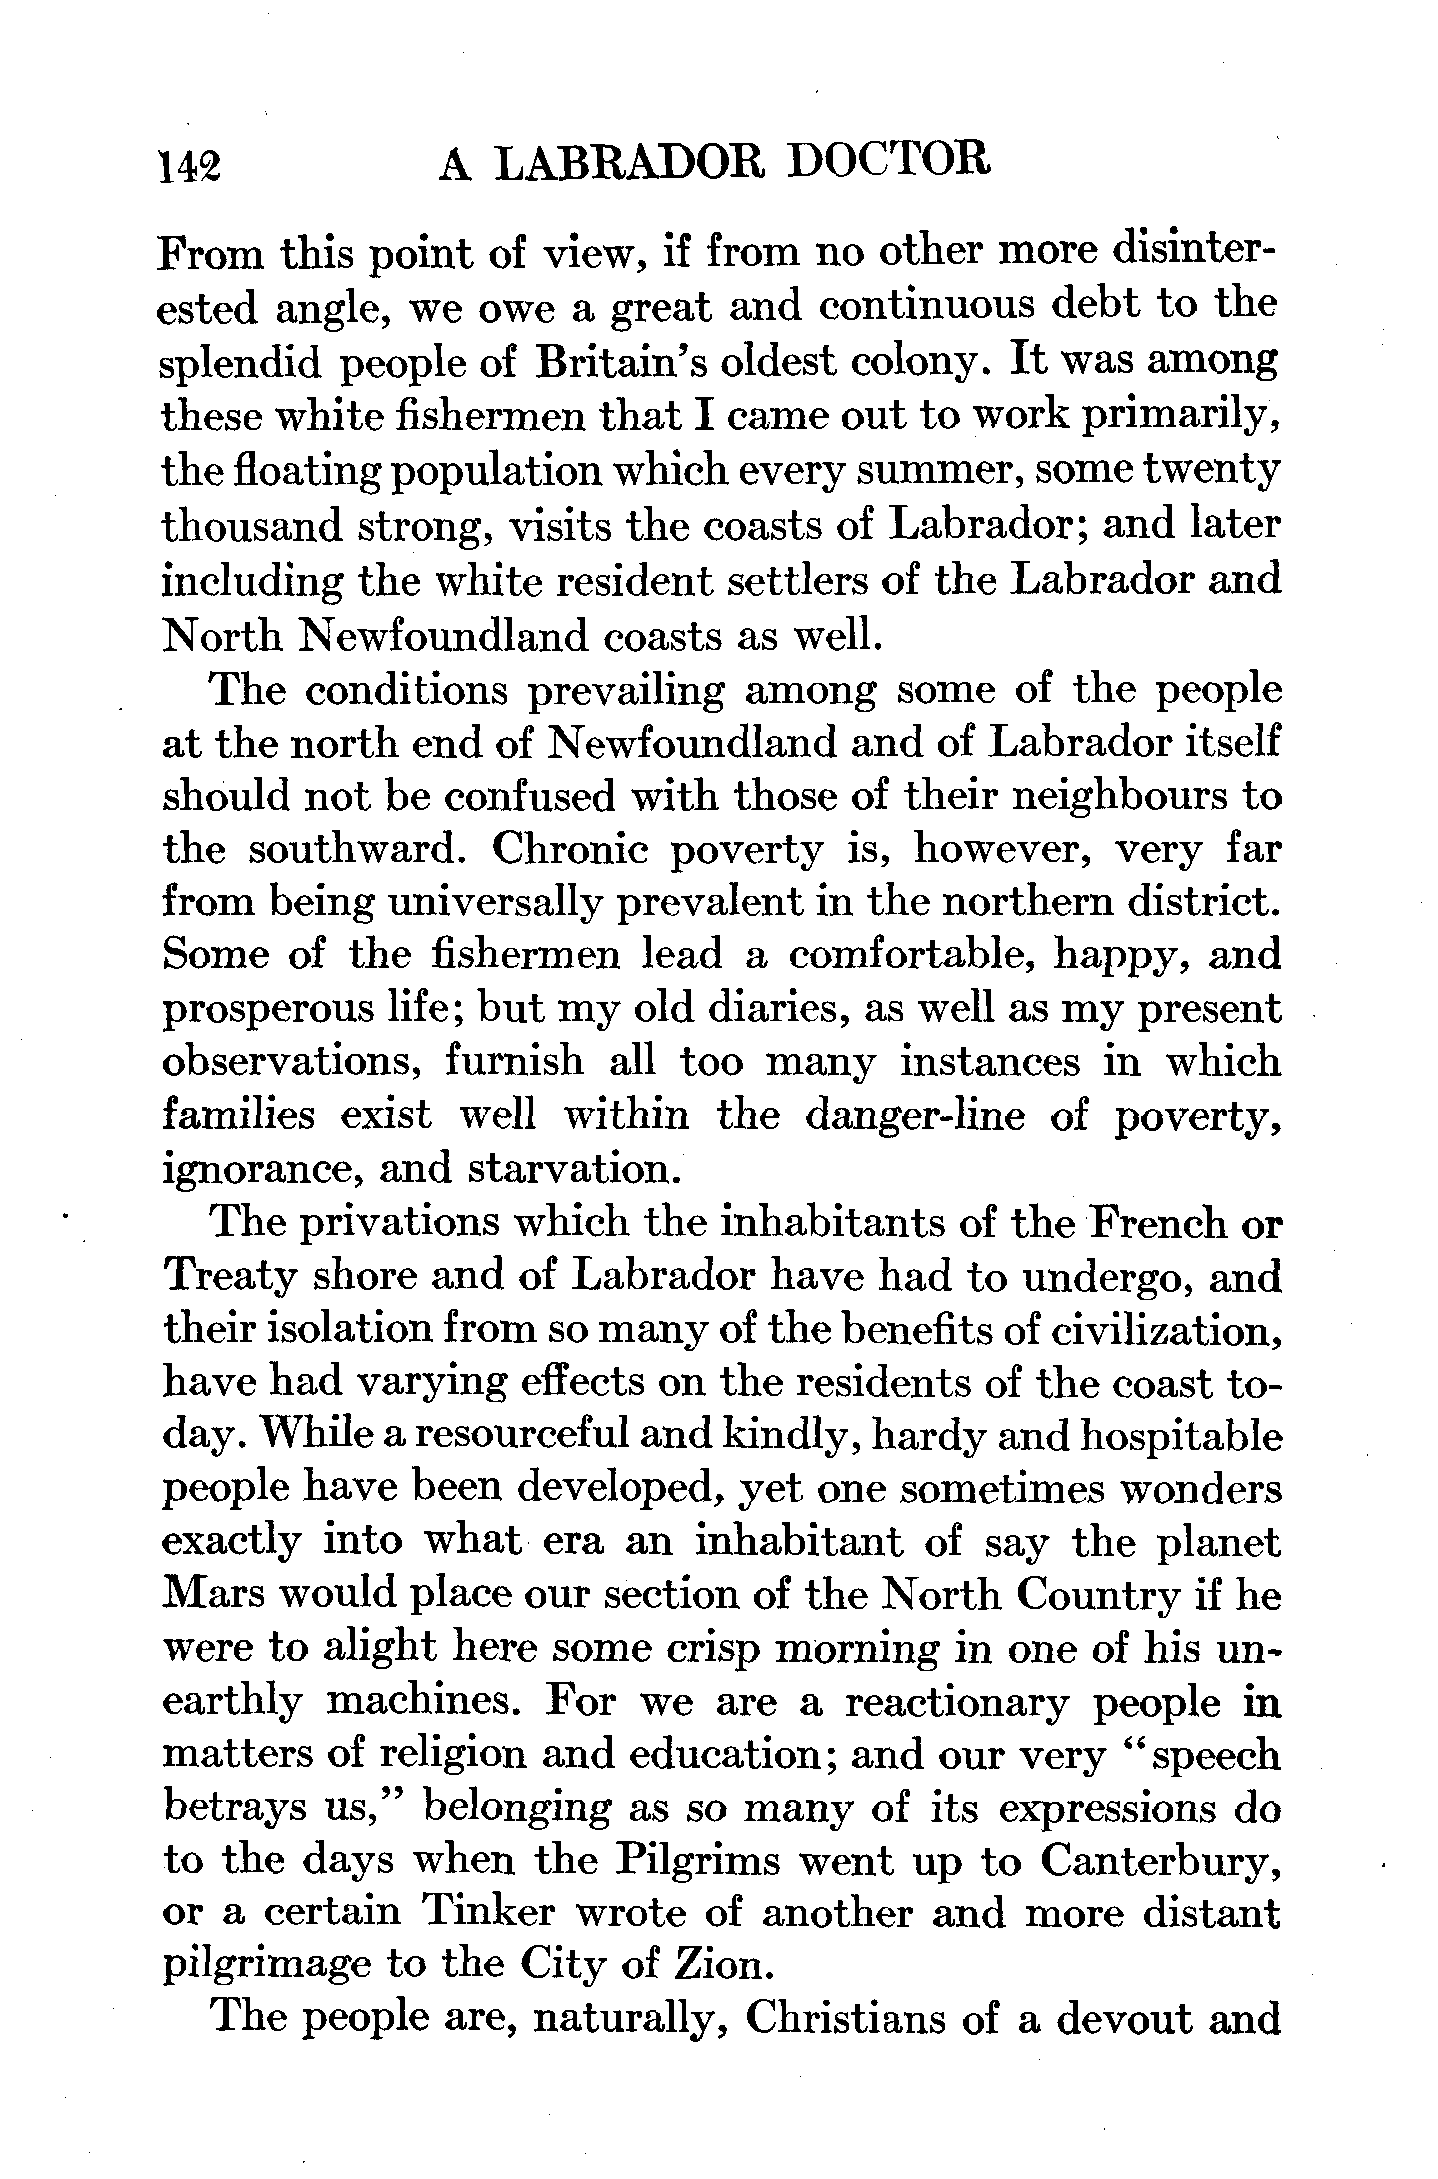 142 A LABRADOR DOCTOR
From this point of view, if from no other more disinter-
ested angle, we owe a great and continuous debt to the
splendid people of Britain's oldest colony. It was among
these white fishermen that I came out to work primarily,
the floating population which every summer, some twenty
thousand strong, visits the coasts of Labrador; and later
including the white resident settlers of the Labrador and
North Newfoundland coasts as well.
The conditions prevailing among some of the people
at the north end of Newfoundland and of Labrador itself
should not be confused with those of their neighbours to
the southward. Chronic poverty is, however, very far
from being universally prevalent in the northern district.
Some of the fishermen lead a comfortable, happy, and
prosperous life; but my old diaries, as well as my present
observations, furnish all too many instances in which
families exist well within the danger-line of poverty,
ignorance, and starvation.
The privations which the inhabitants of the French or
Treaty shore and of Labrador have had to undergo, and
their isolation from so many of the benefits of civilization,
have had varying effects on the residents of the coast to-
day. While a resourceful and kindly, hardy and hospitable
people have been developed, yet one sometimes wonders
exactly into what era an inhabitant of say the planet
Mars would place our section of the North Country if he
were to alight here some crisp morning in one of his un-
earthly machines. For we are a reactionary people in
matters of religion and education; and our very "speech
betrays us," belonging as so many of its expressions do
to the days when the Pilgrims went up to Canterbury,
or a certain Tinker wrote of another and more distant
pilgrimage to the City of Zion.
The people are, naturally, Christians of a devout and